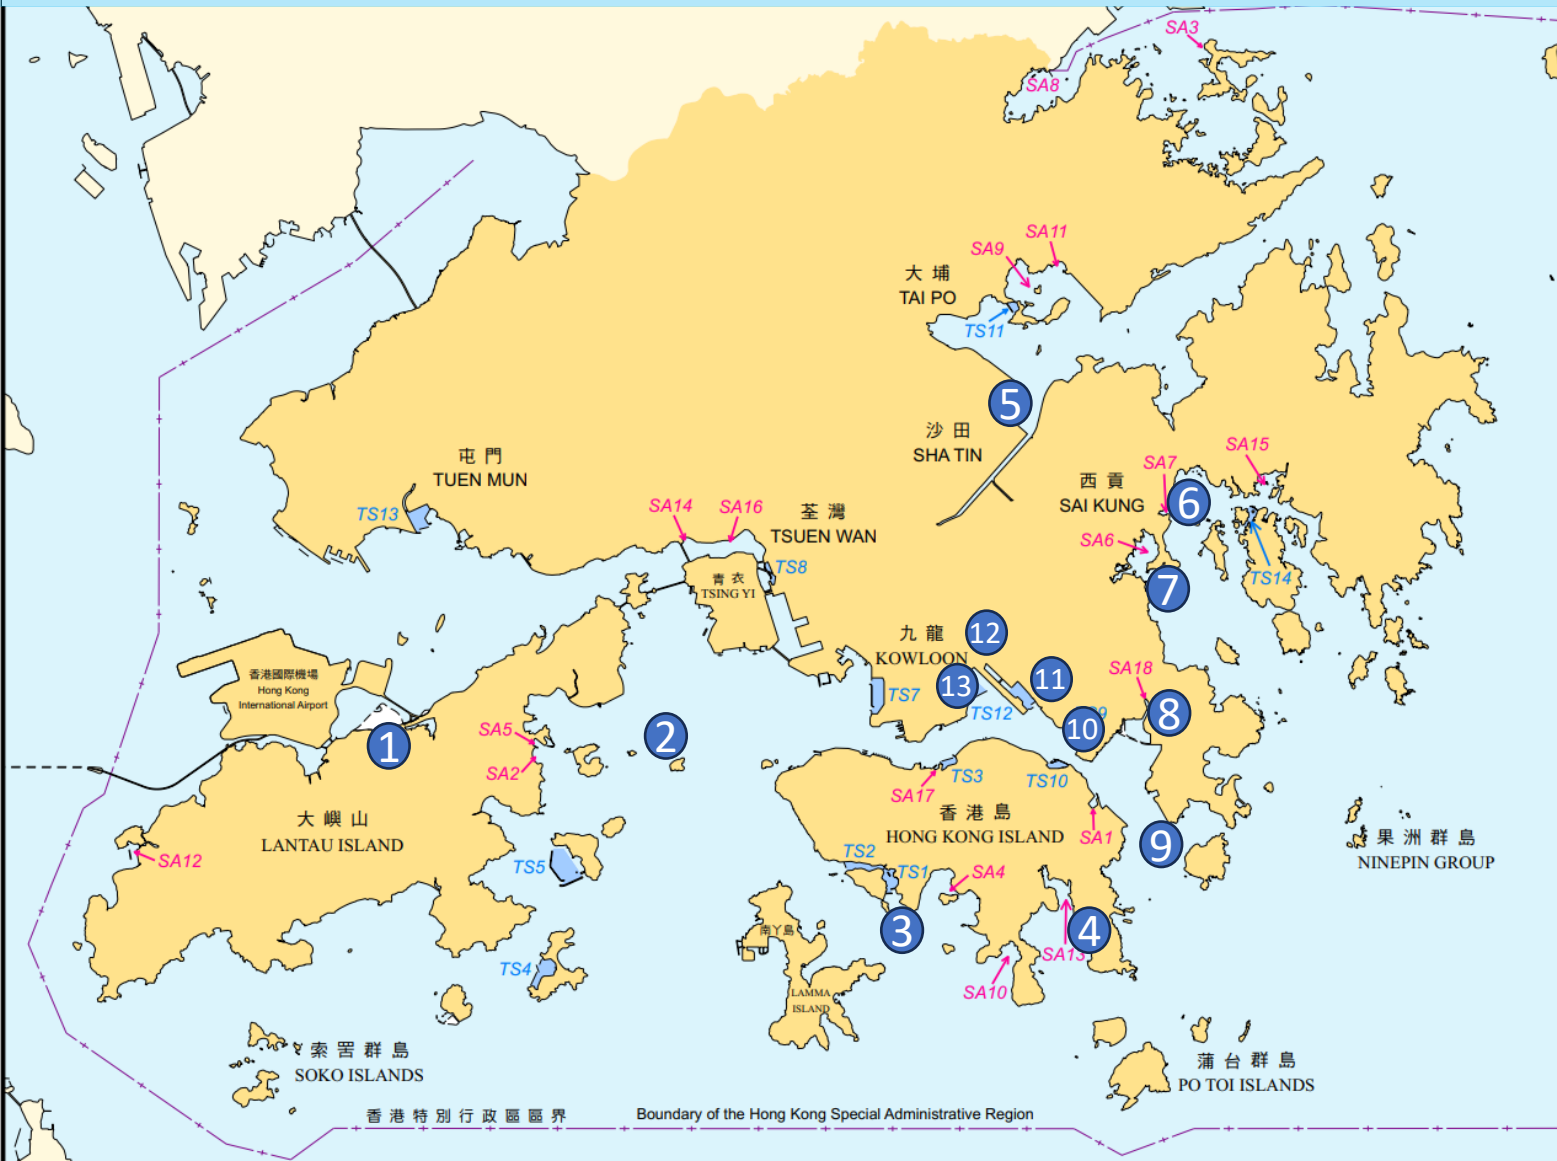 SA3
SA8
SA11
SA9
大埔
TAI PO
TS11
5
沙田
SHA TIN
屯門
TUEN MUN
SA15
SA7
西貢
SAI KUNG
6
SA14
SA16
荃灣
TSUEN WAN
TS13
SA6
TS8
青衣
TSING YI
TS14
7
九龍
KOWLOON
12
香港國際機場
Hong Kong
International Airport
SA18
11
13
TS7
TS12
8
9
10
SA5
1
2
SA2
TS3
TS10
SA17
香港島
HONG KONG ISLAND
SA1
大嶼山
LANTAU ISLAND
9
果洲群島
NINEPIN GROUP
SA12
TS5
TS2
TS1
SA4
南丫島
3
4
SA13
TS4
SA10
LAMMA
ISLAND
索罟群島
SOKO ISLANDS
蒲台群島
PO TOI ISLANDS
香港特別行政區區界
Boundary of the Hong Kong Special Administrative Region